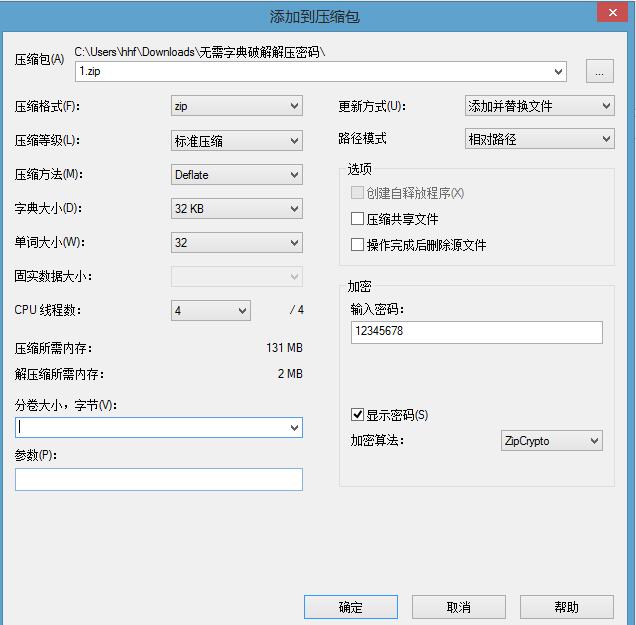 添加到压缩包
压缩包(A)
C:\Users\hhf\Downloads\无需字典破解解压密码\
1.zip
...
压缩格式(F):
zip
压缩等级(L):
标准压缩
压缩方法(M):
Deflate
字典大小(D):
32 KB
单词大小(W):
32
固实数据大小:
CPU 线程数:
4
/ 4
压缩所需内存:
131 MB
解压缩所需内存:
2 MB
分卷大小，字节(V):
参数(P):
更新方式(U):
添加并替换文件
路径模式
相对路径
选项
创建自释放程序(X)
压缩共享文件
操作完成后删除源文件
加密
输入密码:
12345678
显示密码(S)
加密算法:
ZipCrypto
确定
取消
帮助